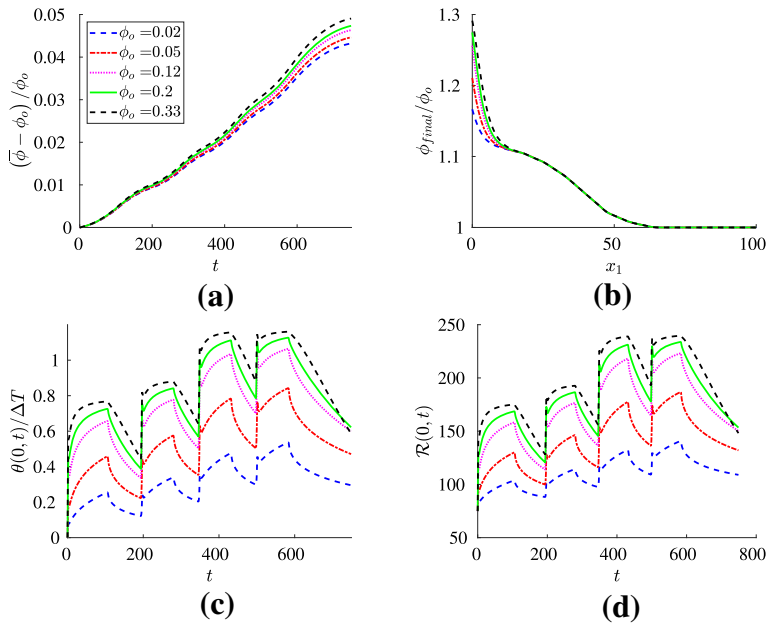 0.05
0.04
0.03
0.02
0.01
0
(ϕ̅ − ϕₒ) /ϕₒ
ϕₒ =0.02
ϕₒ =0.05
ϕₒ =0.12
ϕₒ =0.2
ϕₒ =0.33
0 200 400 600
t
(a)
1.3
1.2
1.1
1
ϕ_final/ϕₒ
0 50 100
x₁
(b)
1
0.8
0.6
0.4
0.2
0
θ(0, t)/ΔT
0 200 400 600
t
(c)
250
200
150
100
50
ℛ(0, t)
0 200 400 600 800
t
(d)